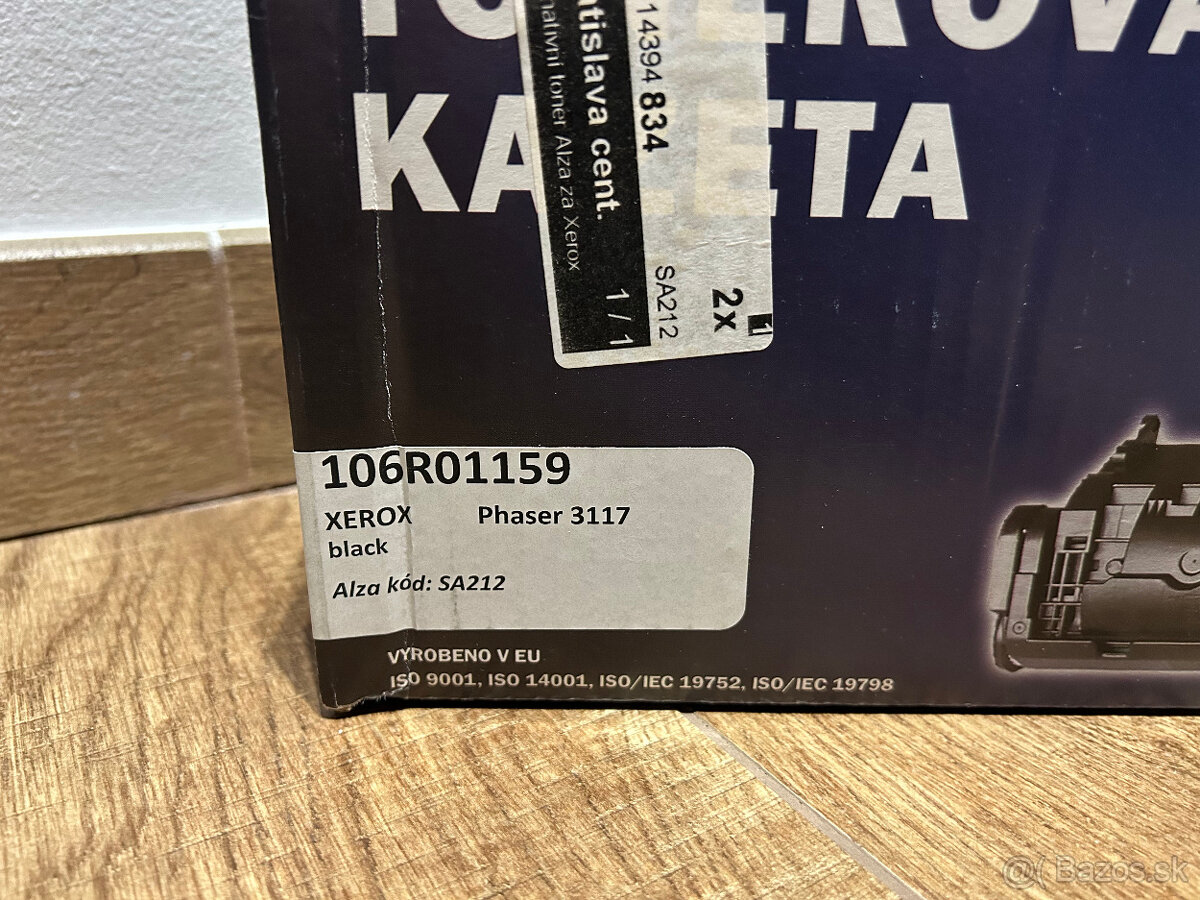 KA
ETA
atislava cent.
nativní toner Alza za Xerox
1 / 1
14394 834
SA212
2x
106R01159
XEROX Phaser 3117
black
Alza kód: SA212
VYROBENO V EU
ISO 9001, ISO 14001, ISO/IEC 19752, ISO/IEC 19798
Bazos.sk